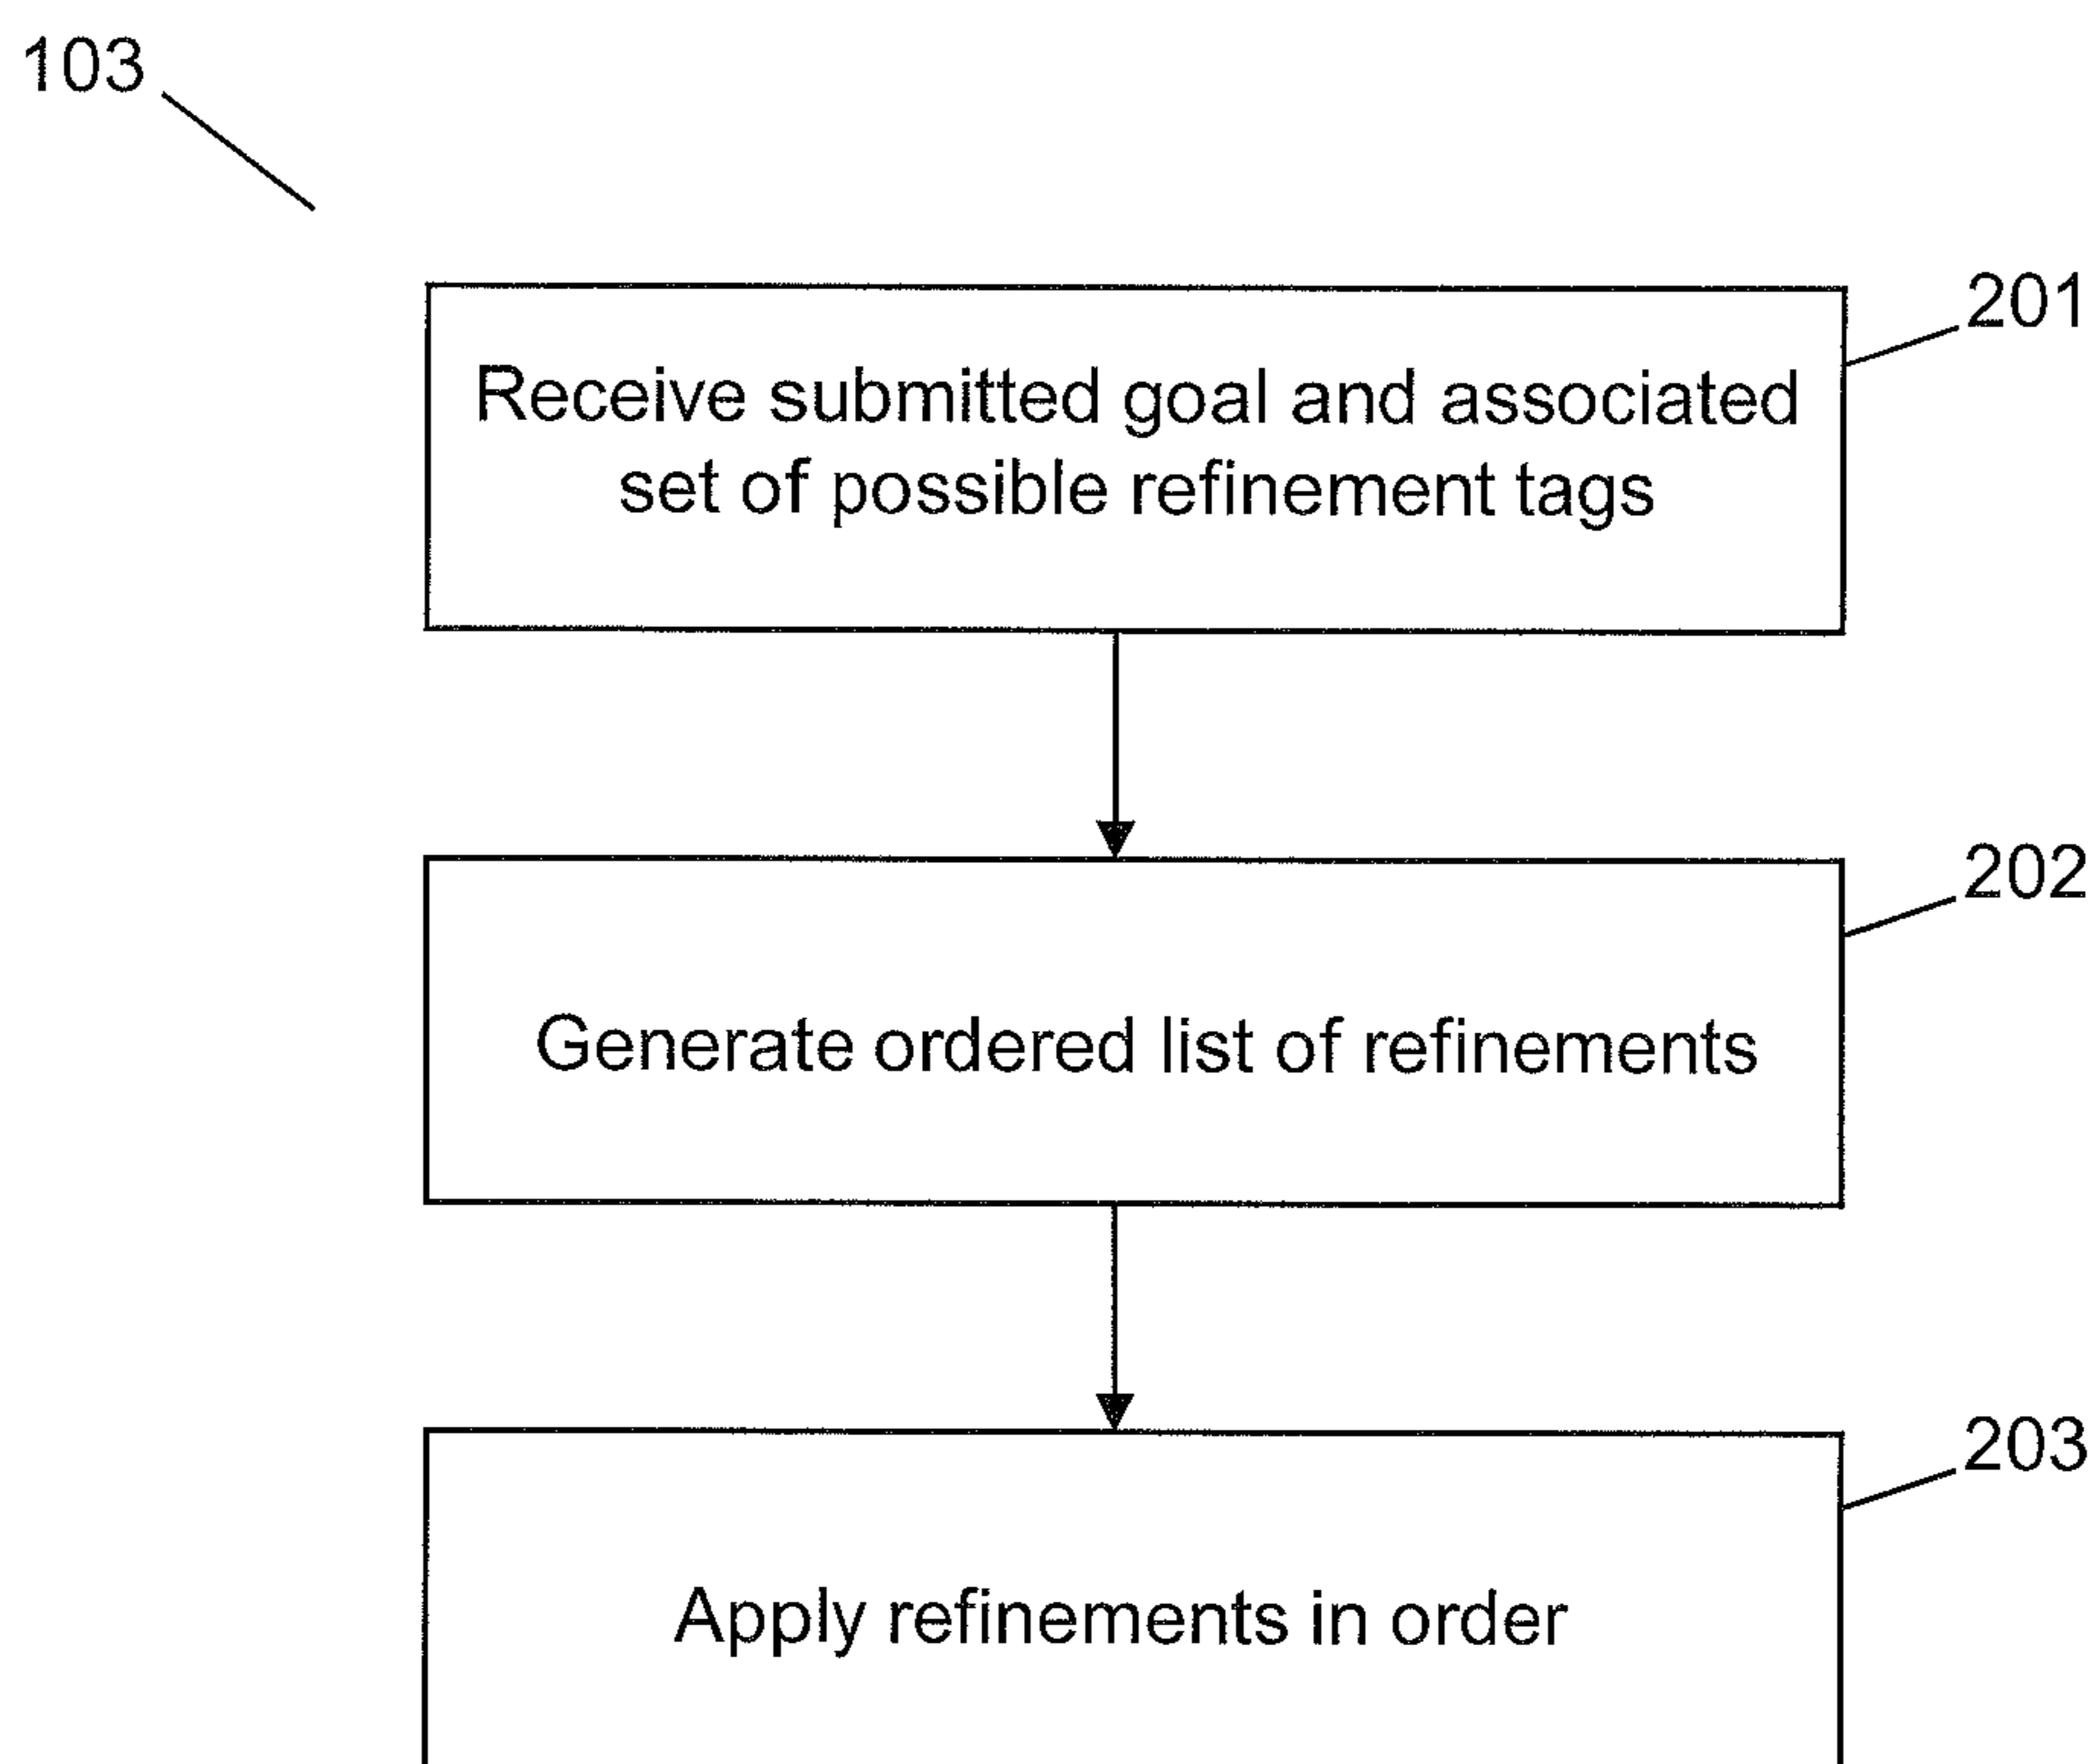 103
201
Receive submitted goal and associated
set of possible refinement tags
202
Generate ordered list of refinements
203
Apply refinements in order